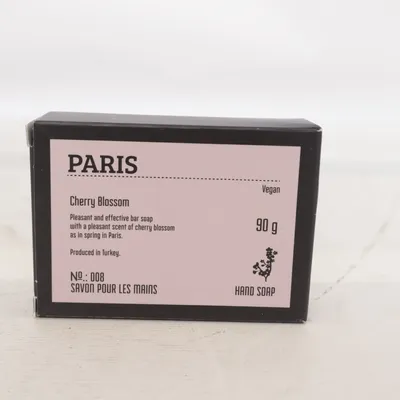 PARIS
Vegan
Cherry Blossom
Pleasant and effective bar soap
with a pleasant scent of cherry blossom
as in spring in Paris.
90 g
Produced in Turkey.
No.: 008
SAVON POUR LES MAINS
HAND SOAP